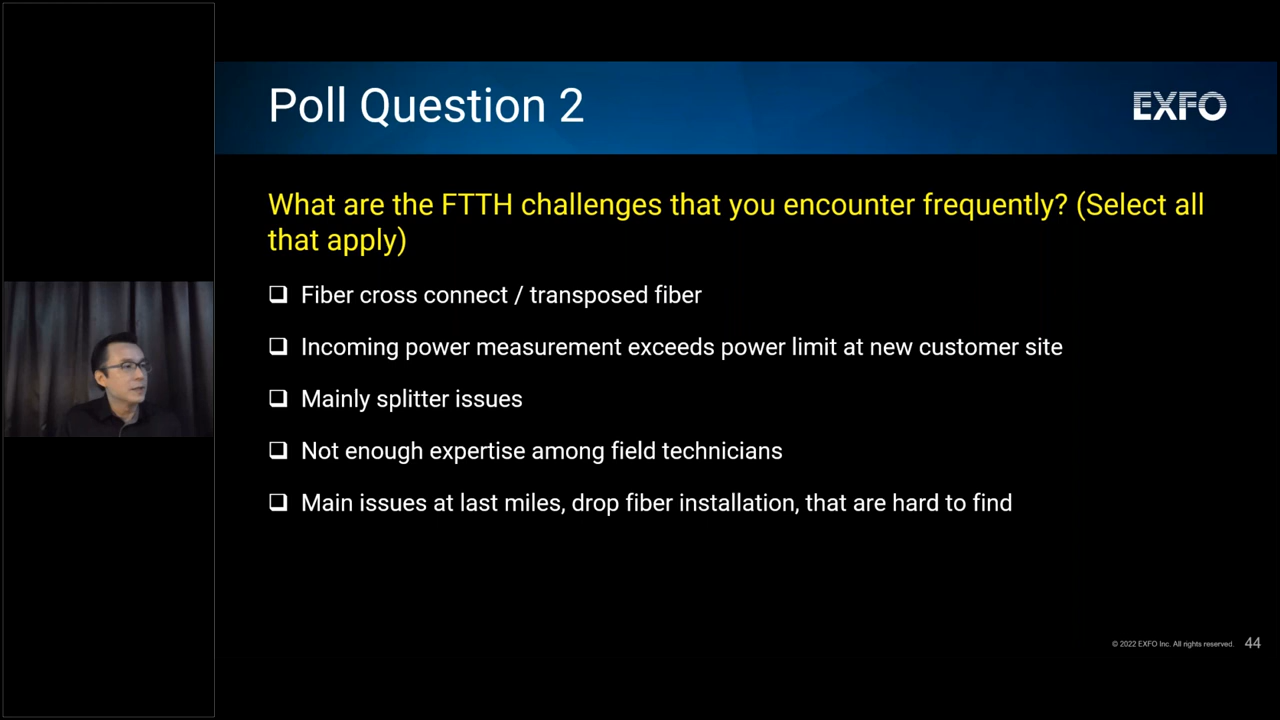 Poll Question 2
EXFO
What are the FTTH challenges that you encounter frequently? (Select all
that apply)
Fiber cross connect / transposed fiber
Incoming power measurement exceeds power limit at new customer site
Mainly splitter issues
Not enough expertise among field technicians
Main issues at last miles, drop fiber installation, that are hard to find
© 2022 EXFO Inc. All rights reserved. 44